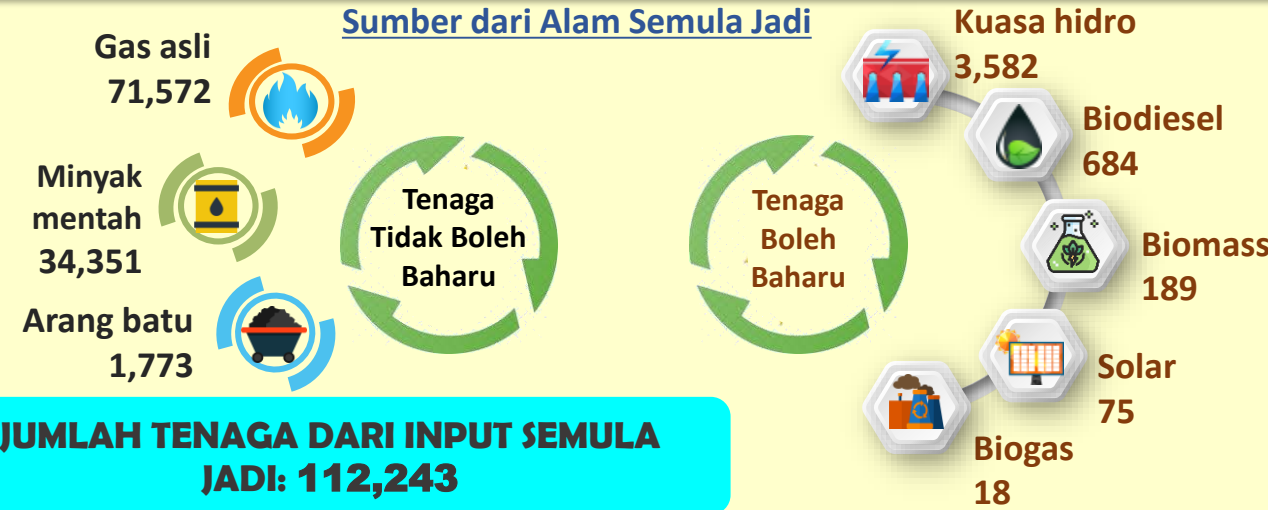 Sumber dari Alam Semula Jadi
Gas asli
71,572
Minyak
mentah
34,351
Arang batu
1,773
Tenaga
Tidak Boleh
Baharu
Tenaga
Boleh
Baharu
Kuasa hidro
3,582
Biodiesel
684
Biomass
189
Solar
75
Biogas
18
JUMLAH TENAGA DARI INPUT SEMULA
JADI: 112,243